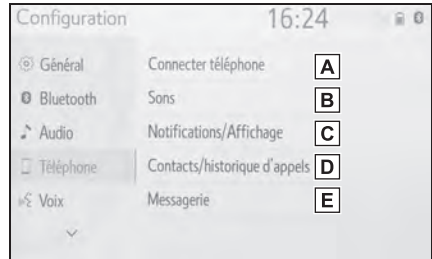 Configuration 16:24
Général
Connecter téléphone A
Bluetooth
Sons B
Audio
Notifications/Affichage C
Téléphone
Contacts/historique d'appels D
Voix
Messagerie E